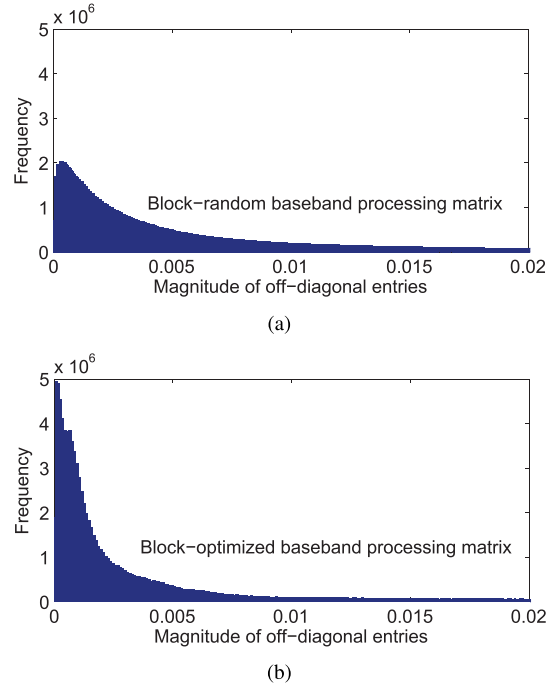 x 10^6
5
4
3
2
1
0
Frequency
Block−random baseband processing matrix
0 0.005 0.01 0.015 0.02
Magnitude of off−diagonal entries
(a)
x 10^6
5
4
3
2
1
0
Frequency
Block−optimized baseband processing matrix
0 0.005 0.01 0.015 0.02
Magnitude of off−diagonal entries
(b)